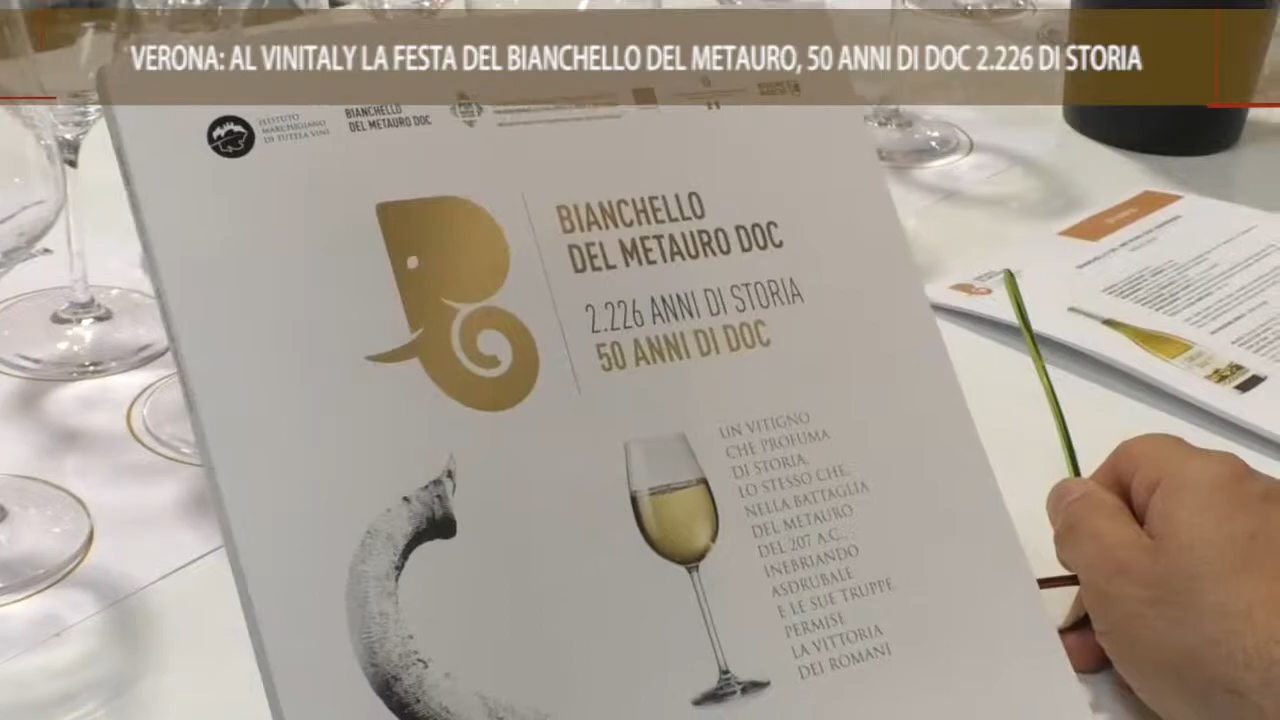 VERONA: AL VINITALY LA FESTA DEL BIANCHELLO DEL METAURO, 50 ANNI DI DOC 2.226 DI STORIA
ISTITUTO
MARCHIGIANO
DI TUTELA VINI
BIANCHELLO
DEL METAURO DOC
BIANCHELLO
DEL METAURO DOC
2.226 ANNI DI STORIA
50 ANNI DI DOC
UN VITIGNO
CHE PROFUMA
DI STORIA.
LO STESSO CHE,
NELLA BATTAGLIA
DEL METAURO
DEL 207 A.C.,
INEBRIANDO
ASDRUBALE
E LE SUE TRUPPE,
PERMISE
LA VITTORIA
DEI ROMANI